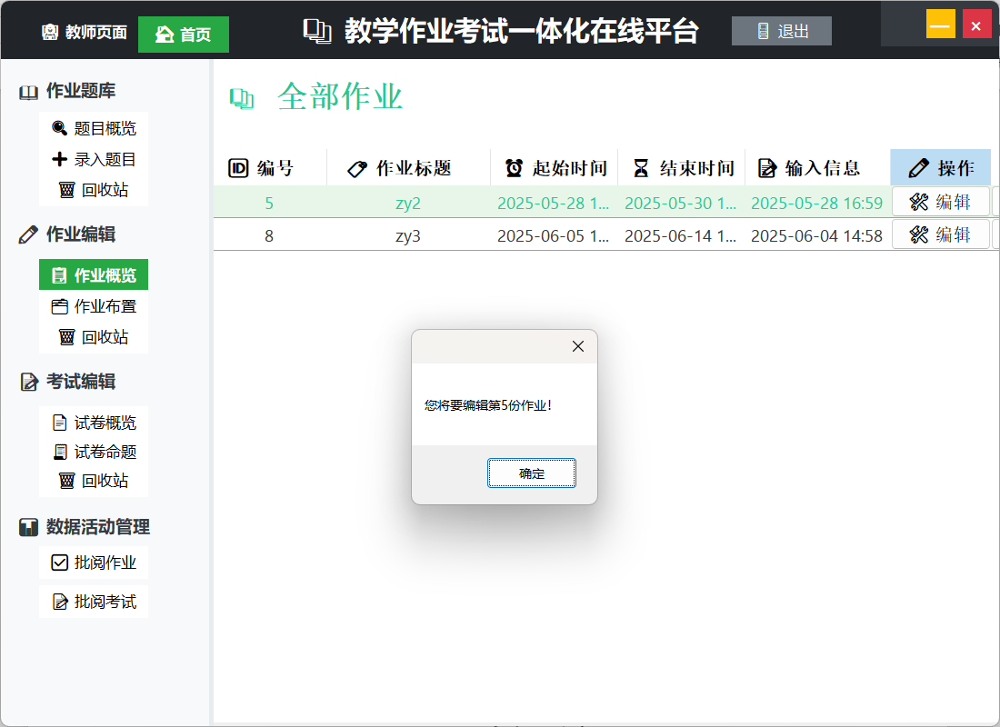 教师页面 首页 教学作业考试一体化在线平台 退出
作业题库
题目概览
录入题目
回收站
作业编辑
作业概览
作业布置
回收站
考试编辑
试卷概览
试卷命题
回收站
数据活动管理
批阅作业
批阅考试
全部作业
ID 编号 作业标题 起始时间 结束时间 输入信息 操作
5 zy2 2025-05-28 1... 2025-05-30 1... 2025-05-28 16:59 编辑
8 zy3 2025-06-05 1... 2025-06-14 1... 2025-06-04 14:58 编辑
您将要编辑第5份作业!
确定